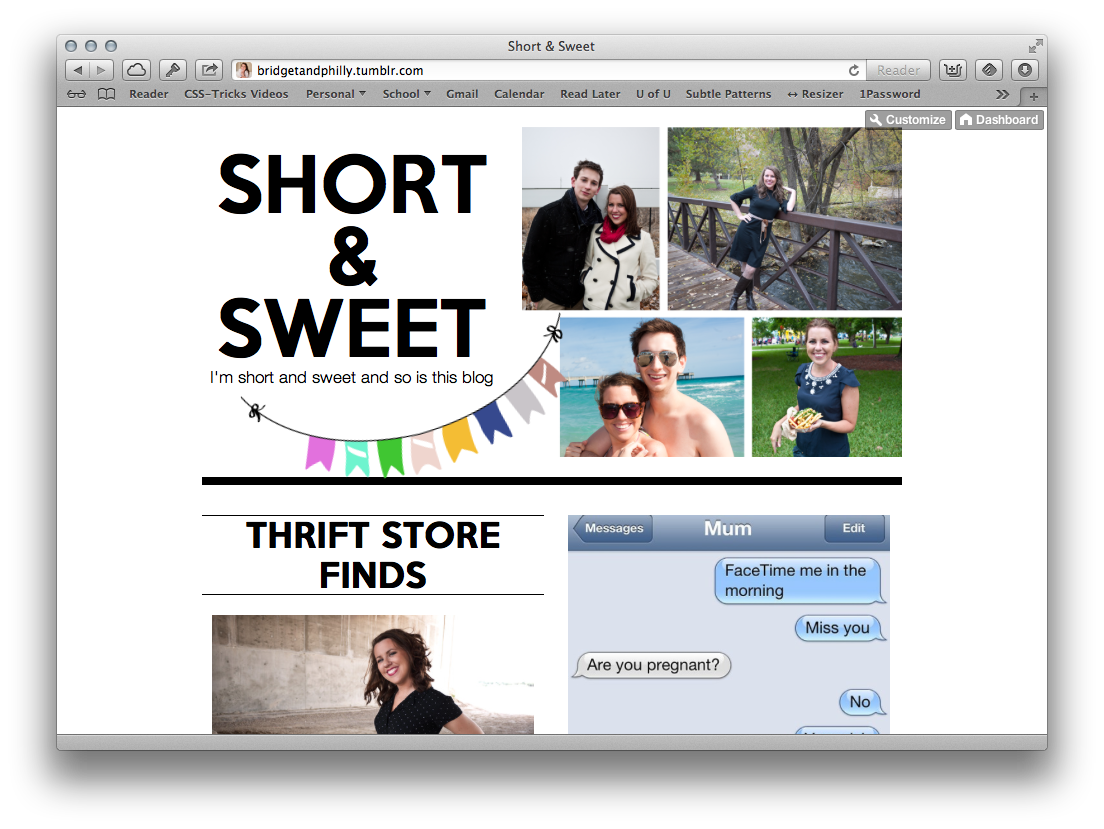 Short & Sweet
bridgetandphilly.tumblr.com
Reader
Reader CSS-Tricks Videos Personal School Gmail Calendar Read Later U of U Subtle Patterns ↔ Resizer 1Password
Customize Dashboard
SHORT
&
SWEET
I'm short and sweet and so is this blog
THRIFT STORE
FINDS
Messages Mum Edit
FaceTime me in the
morning
Miss you
Are you pregnant?
No